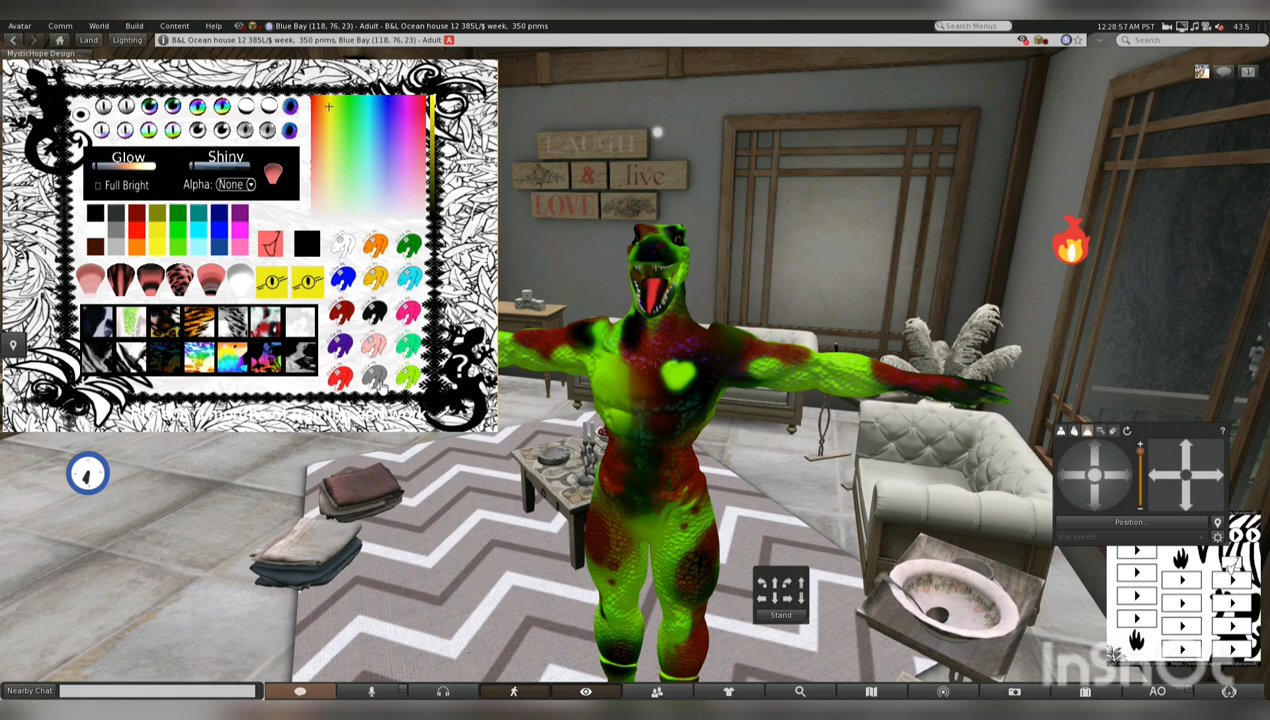 Avatar Comm World Build Content Help Blue Bay (118, 76, 23) - Adult - B&L Ocean house 12 385L/$ week, 350 prims Search Menus 12:28:57 AM PST 43.5
Land Lighting B&L Ocean house 12 385L/$ week, 350 prims, Blue Bay (118, 76, 23) - Adult A Search
MysticHope Design
Glow Shiny
Full Bright Alpha: None
LAUGH
& live
LOVE
?
?
Position...
Use preset
Stand
InShOt
Nearby Chat AO